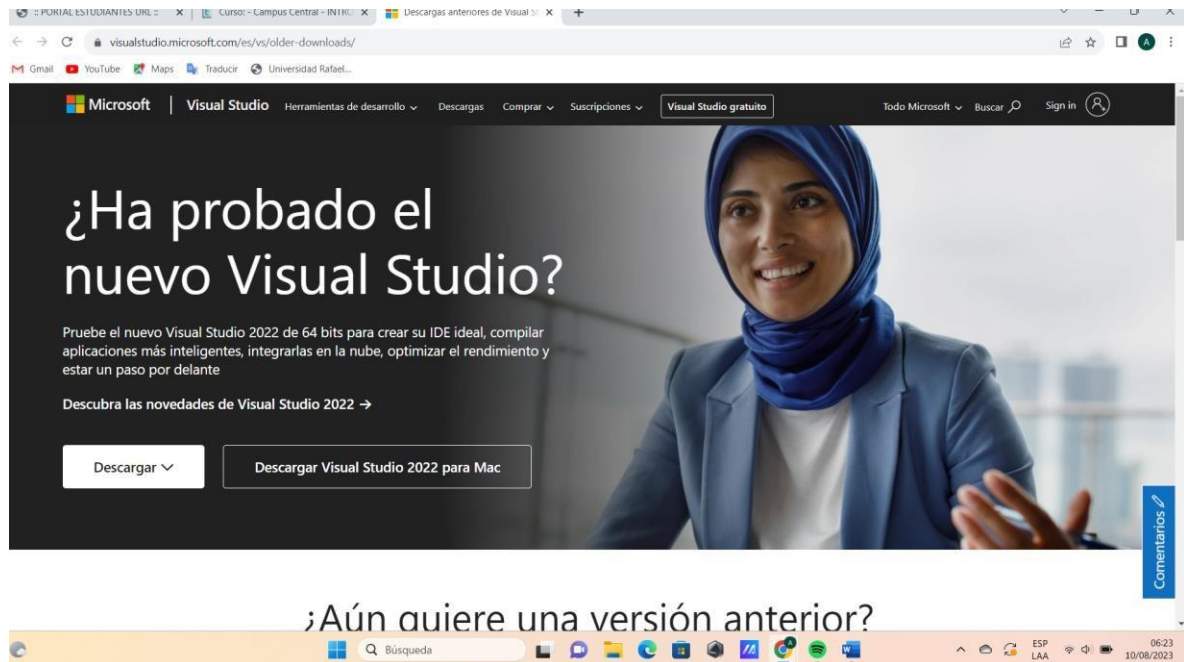 :: PORTAL ESTUDIANTES URL ::
Curso: - Campus Central - INTRO
Descargas anteriores de Visual S
visualstudio.microsoft.com/es/vs/older-downloads/
A
Gmail
YouTube
Maps
Traducir
Universidad Rafael...
Microsoft
Visual Studio
Herramientas de desarrollo
Descargas
Comprar
Suscripciones
Visual Studio gratuito
Todo Microsoft
Buscar
Sign in
¿Ha probado el
nuevo Visual Studio?
Pruebe el nuevo Visual Studio 2022 de 64 bits para crear su IDE ideal, compilar
aplicaciones más inteligentes, integrarlas en la nube, optimizar el rendimiento y
estar un paso por delante
Descubra las novedades de Visual Studio 2022 →
Descargar
Descargar Visual Studio 2022 para Mac
Comentarios
¿Aún quiere una versión anterior?
Búsqueda
ESP
LAA
06:23
10/08/2023